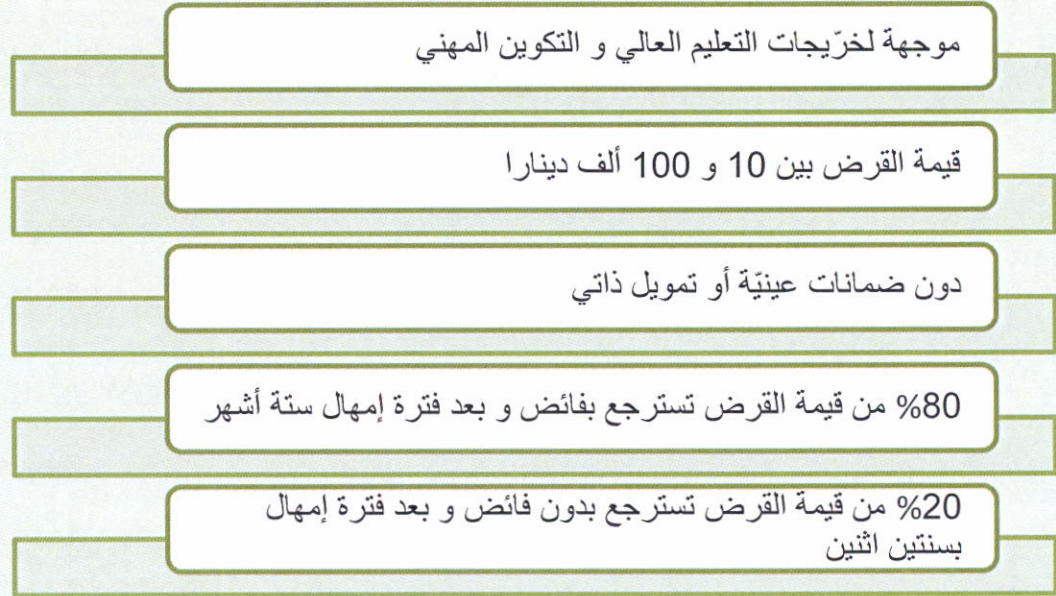 موجهة لخرّيجات التعليم العالي و التكوين المهني
قيمة القرض بين 10 و 100 ألف دينارا
دون ضمانات عينيّة أو تمويل ذاتي
80% من قيمة القرض تسترجع بفائض و بعد فترة إمهال ستة أشهر
20% من قيمة القرض تسترجع بدون فائض و بعد فترة إمهال
بسنتين اثنين